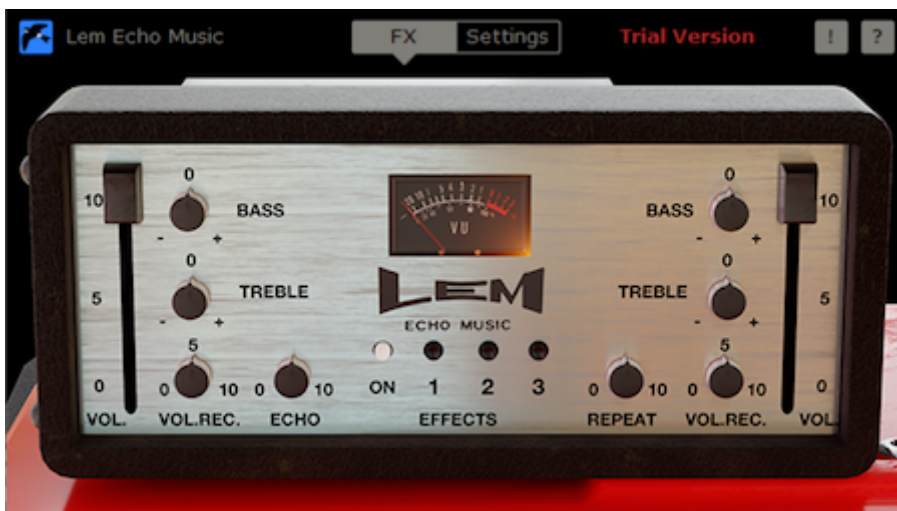 Lem Echo Music
FX Settings
Trial Version
! ?
0 0
10 BASS VU BASS 10
- + - +
0 0
5 TREBLE LEM TREBLE 5
- + ECHO MUSIC - +
5 5
0 0 10 0 10 ON 1 2 3 0 10 0 10 0
VOL. VOL.REC. ECHO EFFECTS REPEAT VOL.REC. VOL.